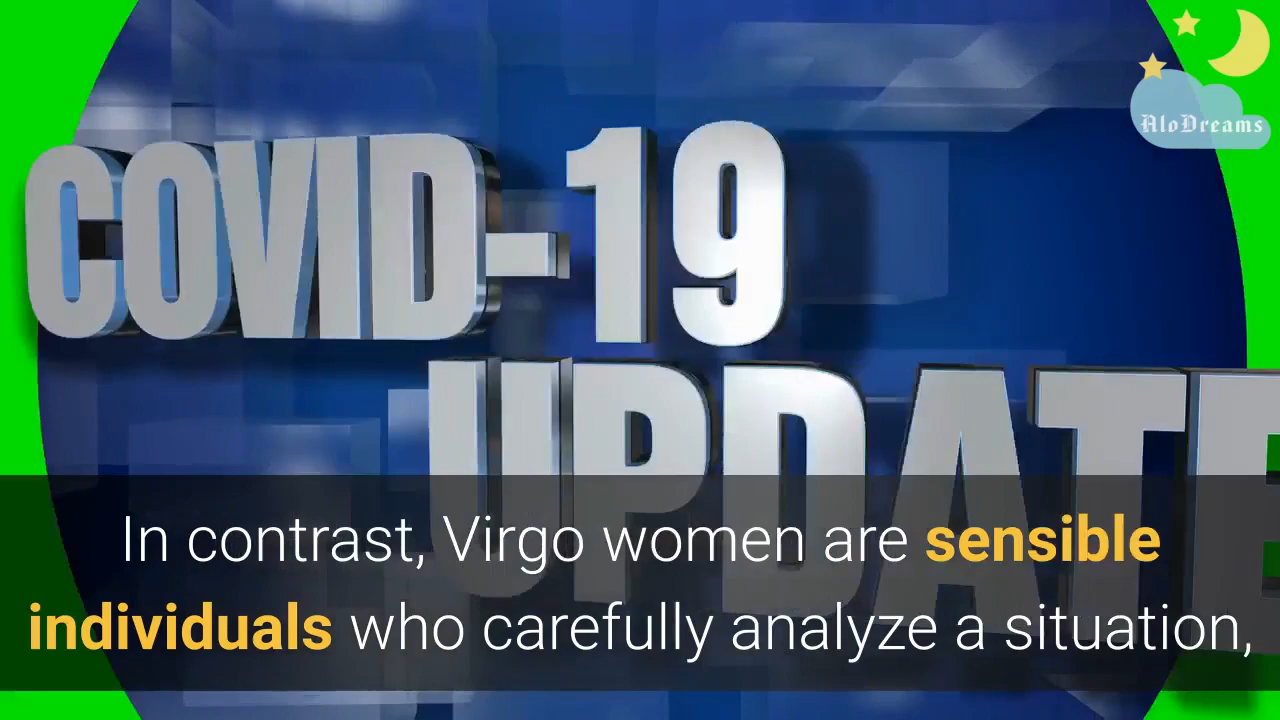 AloDreams
COVID-19
UPDATE
In contrast, Virgo women are sensible
individuals who carefully analyze a situation,